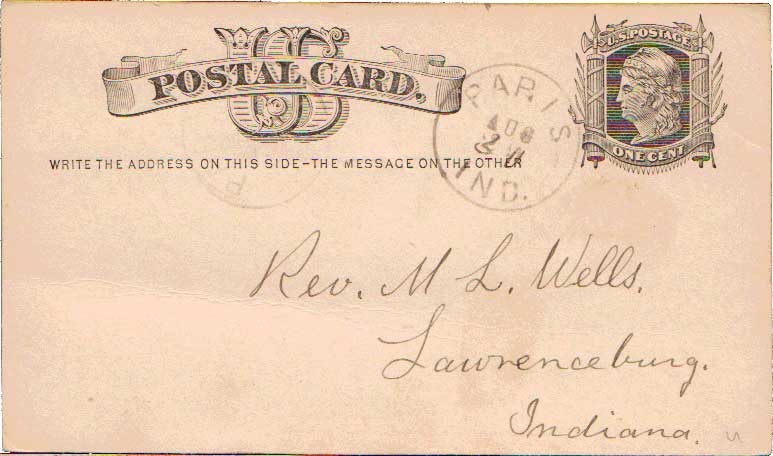 U.S. POSTAGE
US
POSTAL CARD.
ONE CENT
WRITE THE ADDRESS ON THIS SIDE–THE MESSAGE ON THE OTHER
PARIS
AUG
IND.
P
Rev. M L. Wells.
Lawrenceburg.
Indiana.